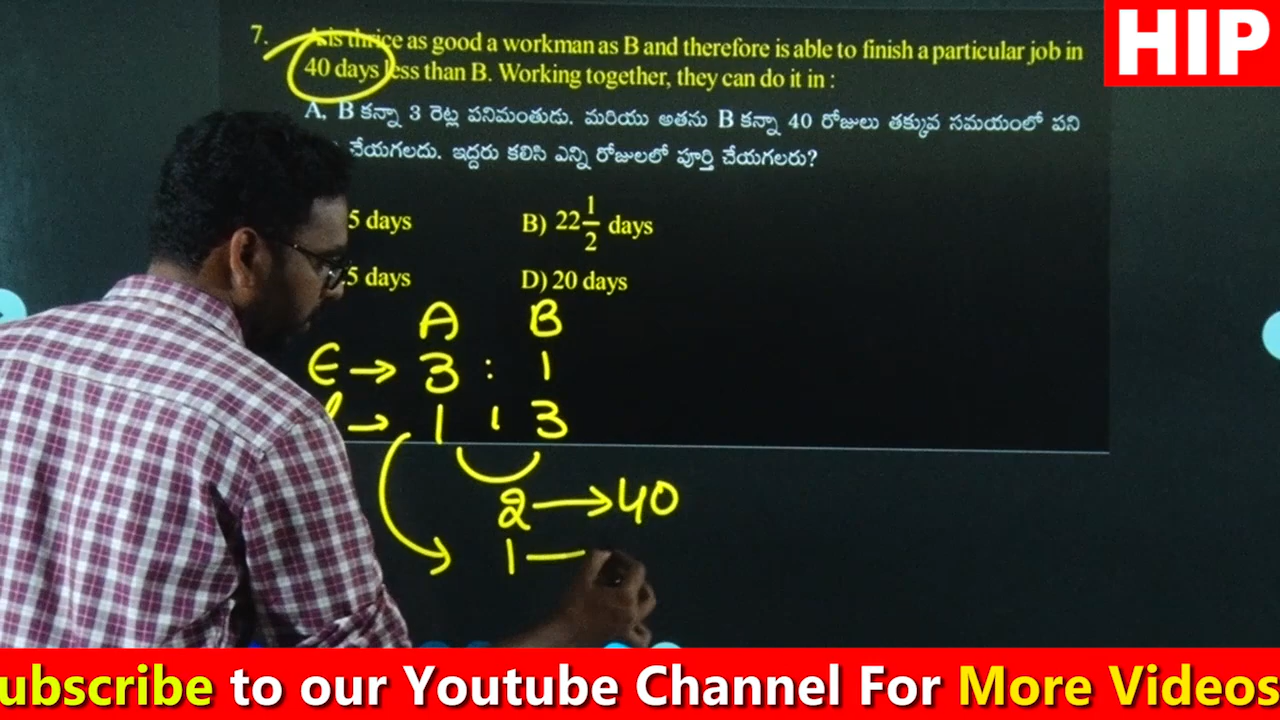 HIP
7. A is thrice as good a workman as B and therefore is able to finish a particular job in
40 days less than B. Working together, they can do it in :
A, B కన్నా 3 రెట్ల పనిమంతుడు. మరియు అతను B కన్నా 40 రోజులు తక్కువ సమయంలో పని
చేయగలదు. ఇద్దరు కలిసి ఎన్ని రోజులలో పూర్తి చేయగలరు?
5 days B) 22 1/2 days
5 days D) 20 days
A B
E → 3 : 1
→ 1 : 3
2 → 40
1 —
ubscribe to our Youtube Channel For More Videos